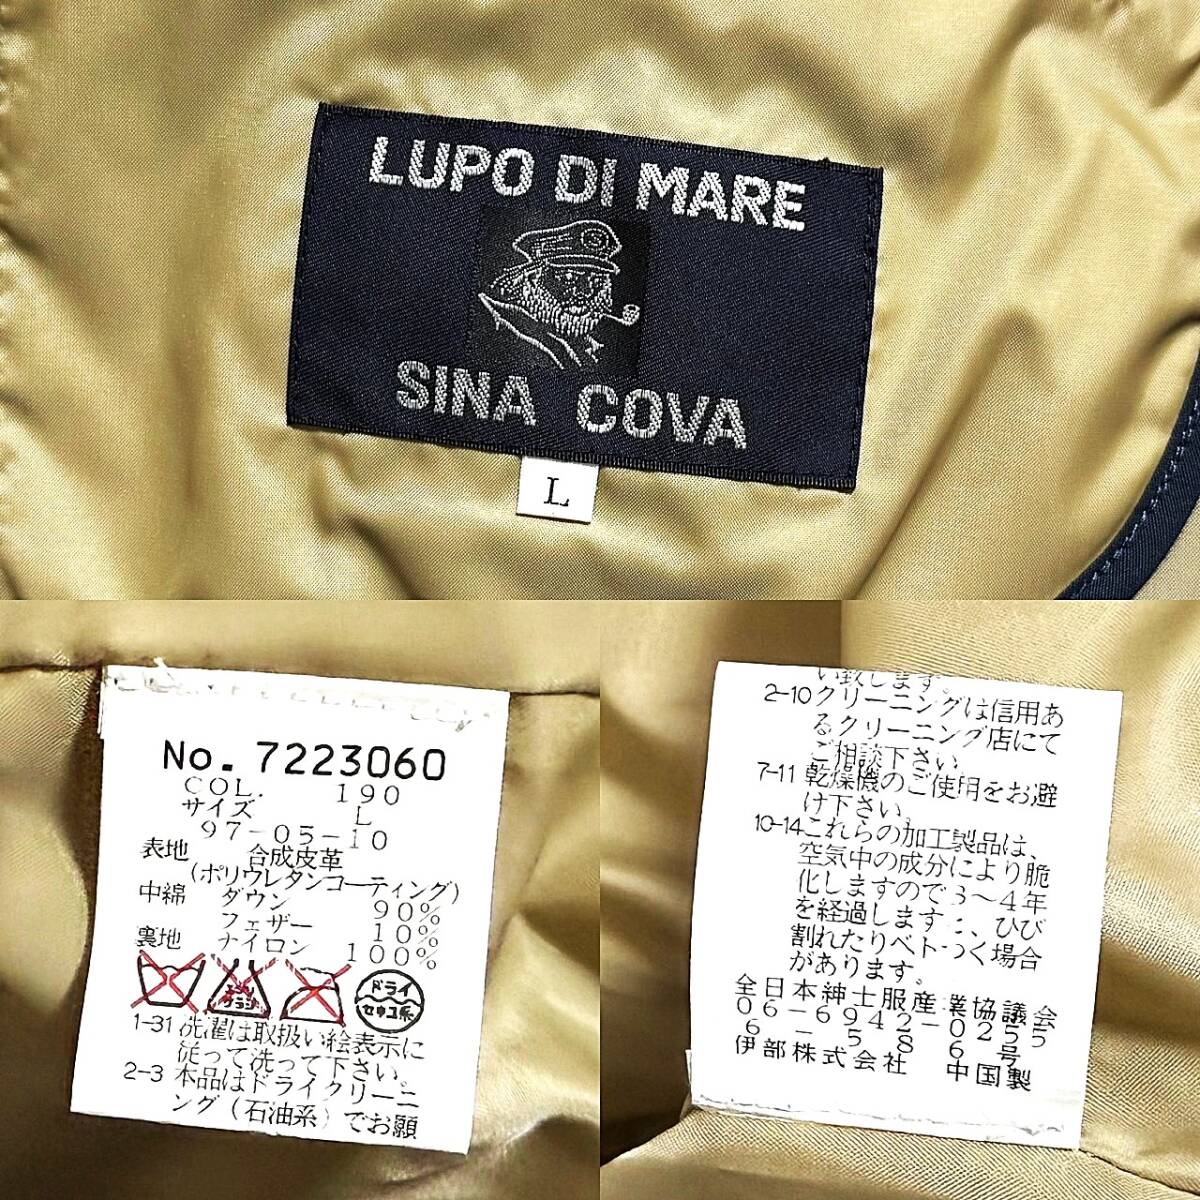 LUPO DI MARE
SINA COVA
L
No. 7223060
COL. 190
サイズ L
97-05-10
表地 合成皮革
(ポリウレタンコーティング)
中綿 ダウン 90%
フェザー 10%
裏地 ナイロン 100%
エンソ
サラシ
ドライ
セキユ系
1-31 洗濯は取扱い絵表示に
従って洗って下さい。
2-3 本品はドライクリーニ
ング(石油系)でお願
い致します。
2-10クリーニングは信用あ
るクリーニング店にて
ご相談下さい。
7-11 乾燥機のご使用をお避
け下さい。
10-14これらの加工製品は、
空気中の成分により脆
化しますので3〜4年
を経過しますと、ひび
割れたりベトつく場合
があります。
全日本紳士服産業協議会
06-6942-0255
6-586号
伊部株式会社 中国製